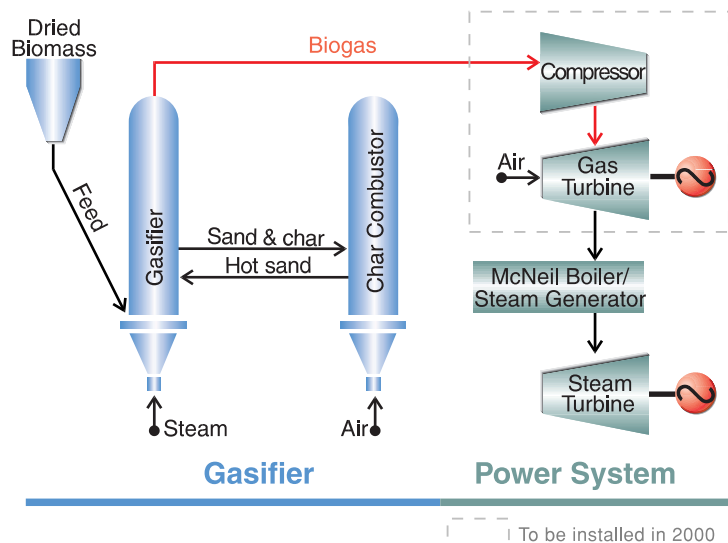 Dried
Biomass
Biogas
Compressor
Feed
Gasifier
Char Combustor
Air
Gas
Turbine
Sand & char
Hot sand
McNeil Boiler/
Steam Generator
Steam
Turbine
Steam
Air
Gasifier
Power System
To be installed in 2000